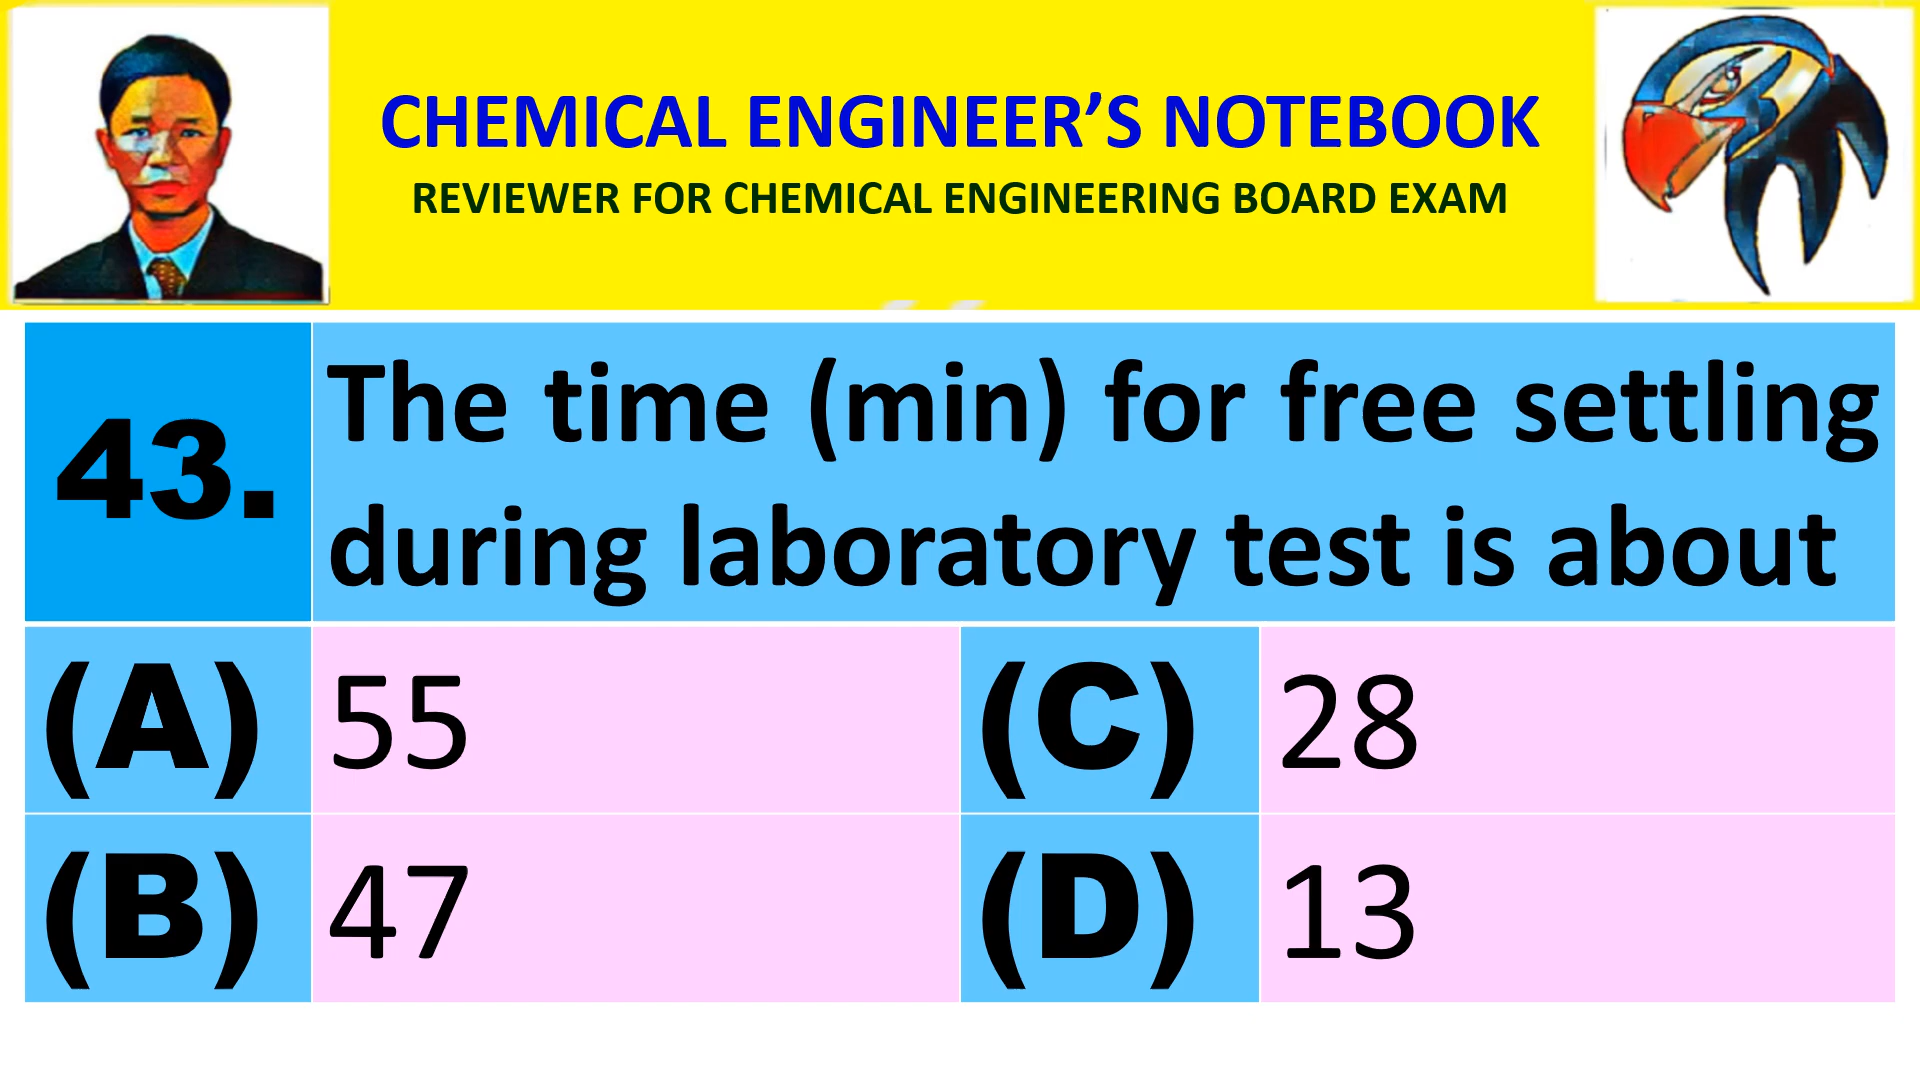 CHEMICAL ENGINEER’S NOTEBOOK
REVIEWER FOR CHEMICAL ENGINEERING BOARD EXAM
43. The time (min) for free settling
during laboratory test is about
(A) 55 (C) 28
(B) 47 (D) 13